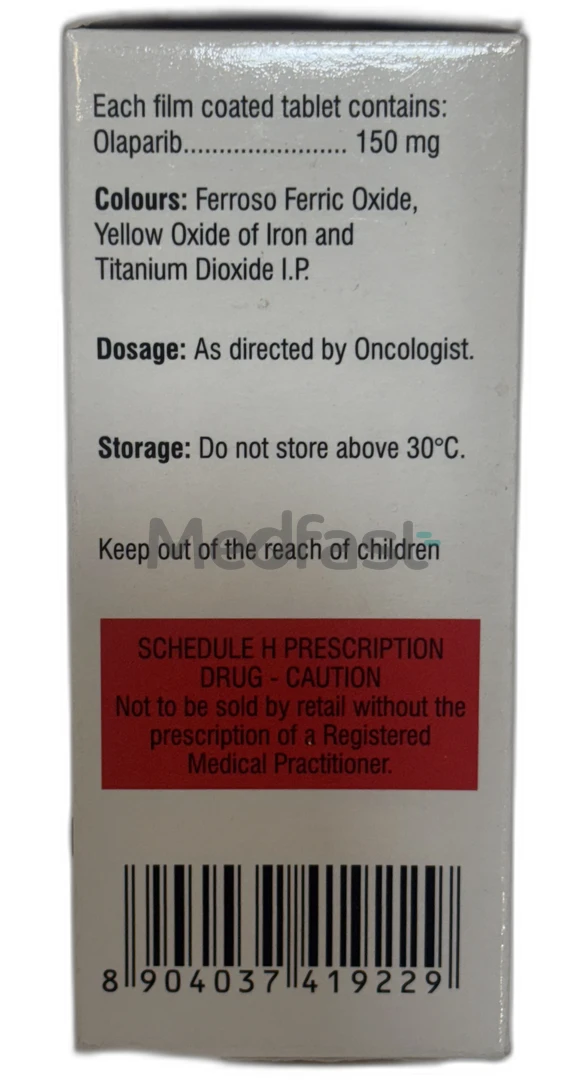 Each film coated tablet contains:
Olaparib....................... 150 mg
Colours: Ferroso Ferric Oxide,
Yellow Oxide of Iron and
Titanium Dioxide I.P.
Dosage: As directed by Oncologist.
Storage: Do not store above 30°C.
Medfast
Keep out of the reach of children
SCHEDULE H PRESCRIPTION
DRUG - CAUTION
Not to be sold by retail without the
prescription of a Registered
Medical Practitioner.
8 904037 419229